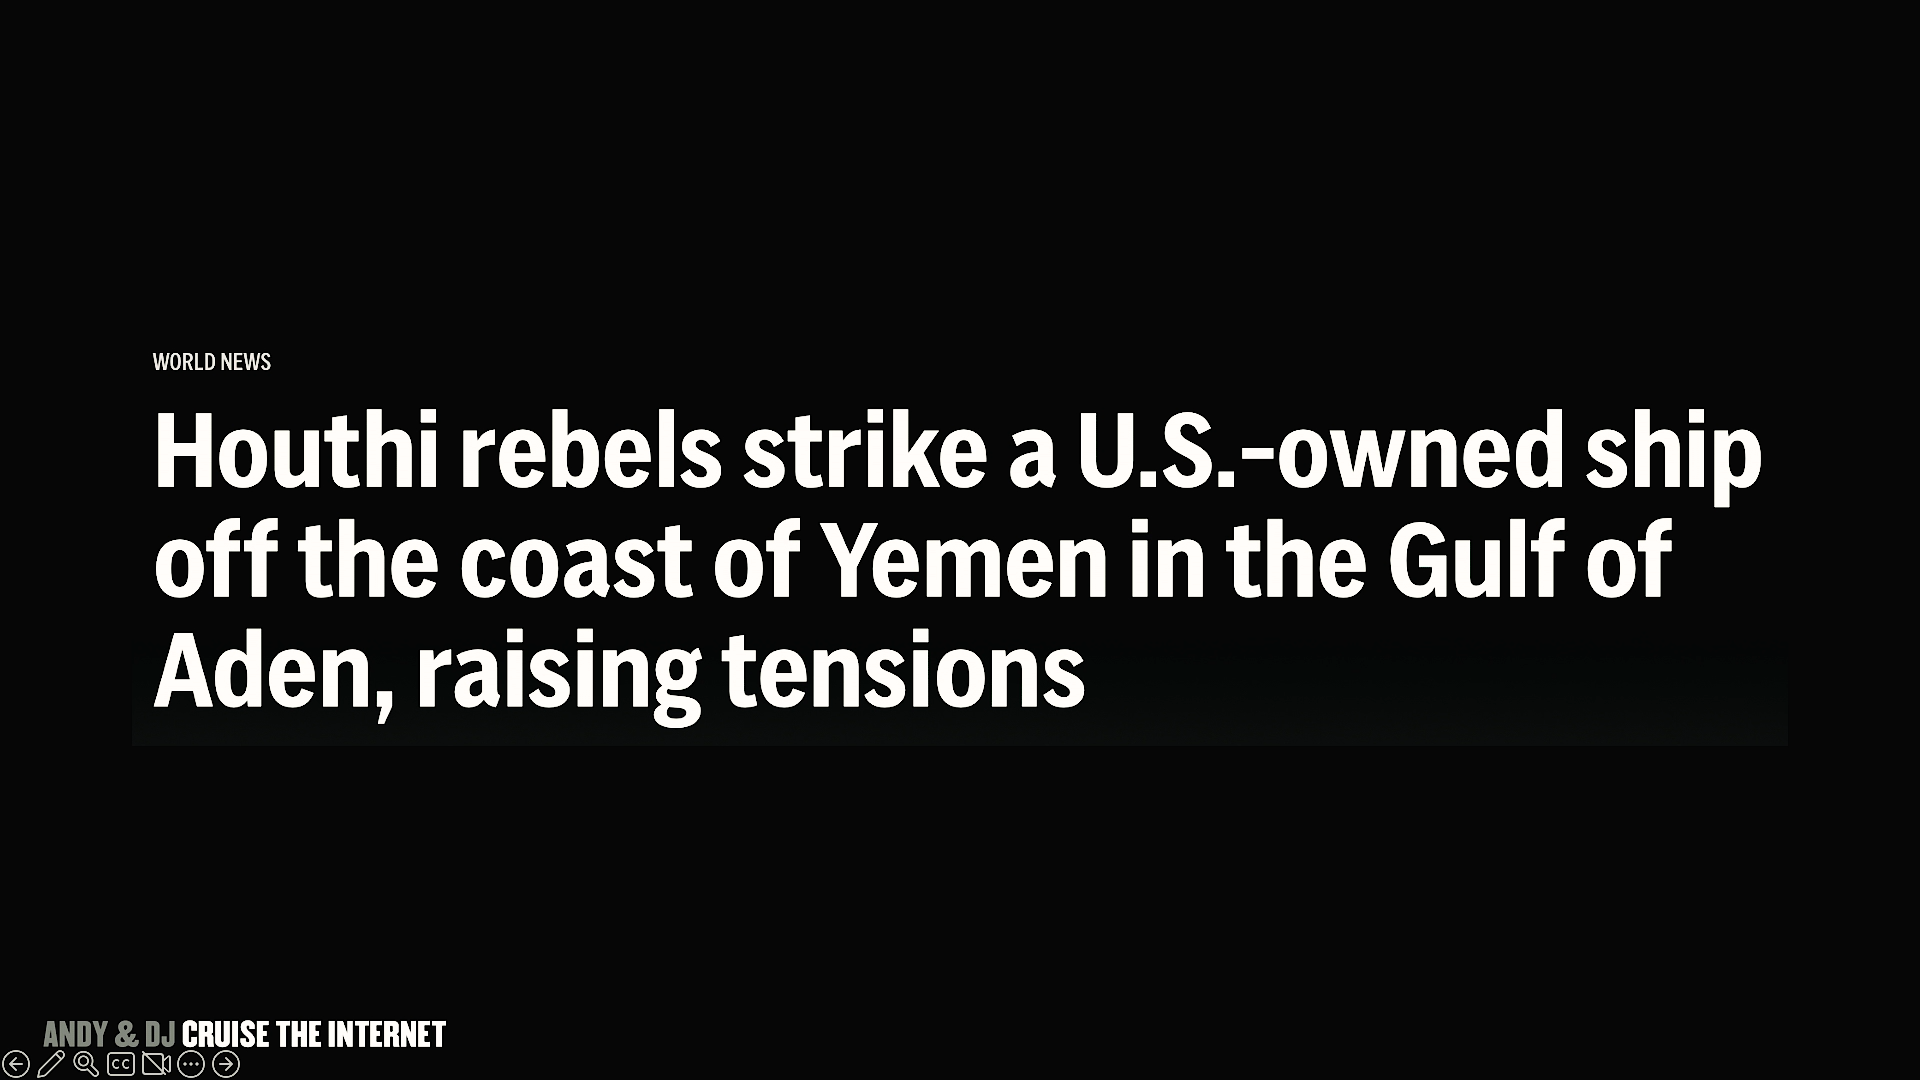 WORLD NEWS
Houthi rebels strike a U.S.-owned ship
off the coast of Yemen in the Gulf of
Aden, raising tensions
ANDY & DJ CRUISE THE INTERNET
CC